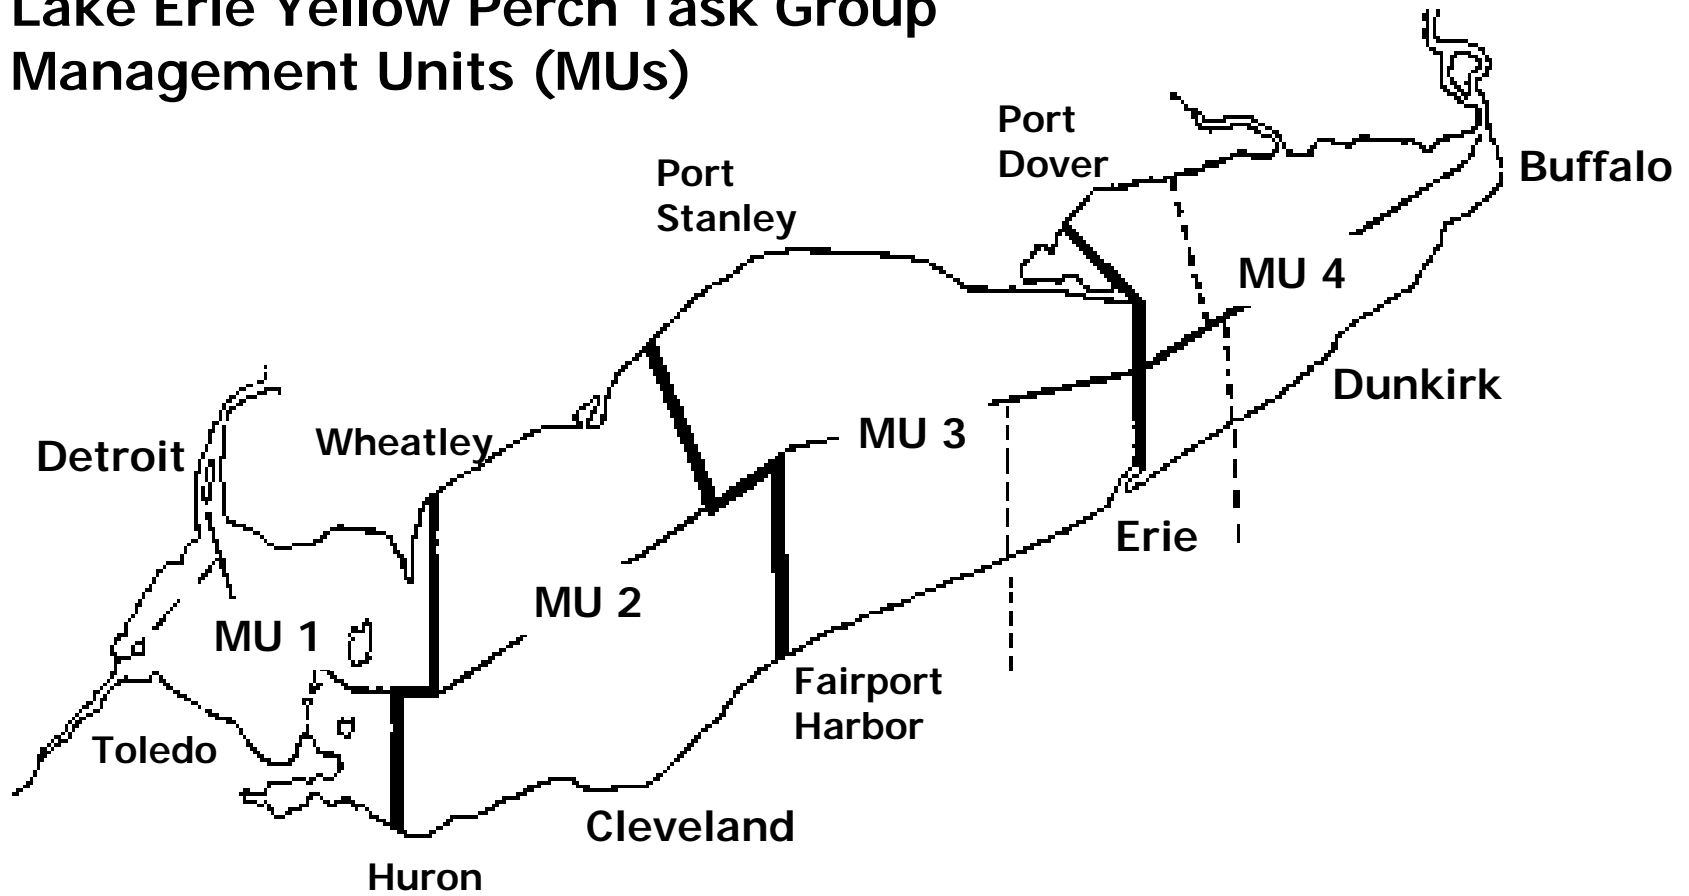 Lake Erie Yellow Perch Task Group
Management Units (MUs)
Port
Dover
Buffalo
Port
Stanley
MU 4
Dunkirk
Detroit
Wheatley
MU 3
Erie
MU 2
MU 1
Fairport
Harbor
Toledo
Cleveland
Huron